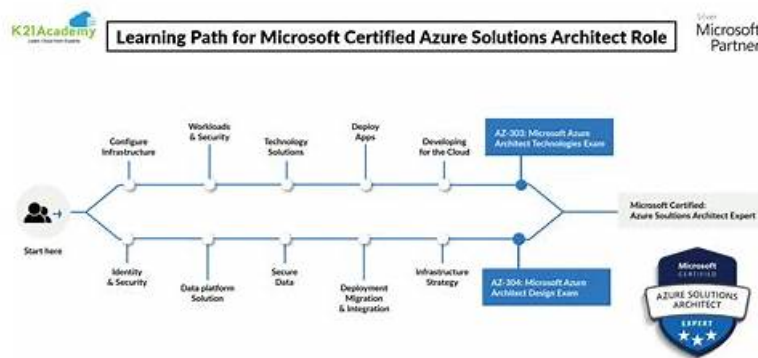 K21Academy
Learn Cloud from Experts
Learning Path for Microsoft Certified Azure Solutions Architect Role
Silver
Microsoft
Partner
Configure
Infrastructure
Workloads
& Security
Technology
Solutions
Deploy
Apps
Developing
for the Cloud
AZ-303: Microsoft Azure
Architect Technologies Exam
Start here
Microsoft Certified:
Azure Soultions Architect Expert
Identity
& Security
Data platform
Solution
Secure
Data
Deployment
Migration
& Integration
Infrastructure
Strategy
AZ-304: Microsoft Azure
Architect Design Exam
Microsoft
CERTIFIED
AZURE SOLUTIONS
ARCHITECT
EXPERT